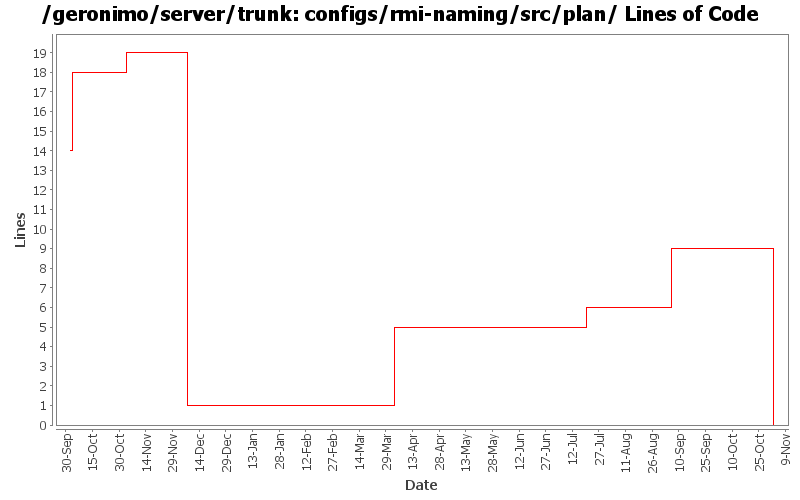 /geronimo/server/trunk: configs/rmi-naming/src/plan/ Lines of Code
19
18
17
16
15
14
13
12
11
10
9
8
7
6
5
4
3
2
1
0
Lines
30-Sep
15-Oct
30-Oct
14-Nov
29-Nov
14-Dec
29-Dec
13-Jan
28-Jan
12-Feb
27-Feb
14-Mar
29-Mar
13-Apr
28-Apr
13-May
28-May
12-Jun
27-Jun
12-Jul
27-Jul
11-Aug
26-Aug
10-Sep
25-Sep
10-Oct
25-Oct
9-Nov
Date